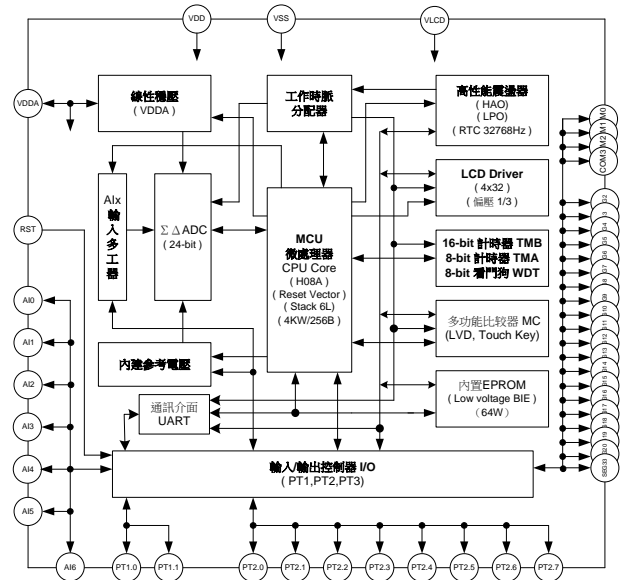 VDD
VSS
VLCD
VDDA
線性穩壓
( VDDA )
工作時脈
分配器
高性能震盪器
( HAO )
( LPO )
( RTC 32768Hz )
M0
M1
M2
COM3
LCD Driver
( 4x32 )
( 偏壓 1/3 )
AIx
輸入多工器
ΣΔADC
( 24-bit )
MCU
微處理器
CPU Core
( H08A )
( Reset Vector )
( Stack 6L )
( 4KW/256B )
16-bit 計時器 TMB
8-bit 計時器 TMA
8-bit 看門狗 WDT
多功能比较器 MC
(LVD, Touch Key)
內建參考電壓
內置EPROM
( Low voltage BIE )
( 64W )
通訊介面
UART
輸入/輸出控制器 I/O
( PT1,PT2,PT3 )
RST
AI0
AI1
AI2
AI3
AI4
AI5
AI6
PT1.0
PT1.1
PT2.0
PT2.1
PT2.2
PT2.3
PT2.4
PT2.5
PT2.6
PT2.7